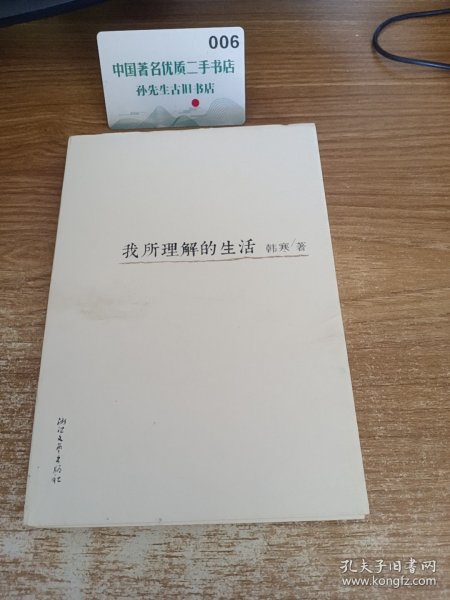 006
中国著名优质二手书店
孙先生古旧书店
我所理解的生活 韩寒/著
浙江文艺出版社
孔夫子旧书网
www.kongfz.com